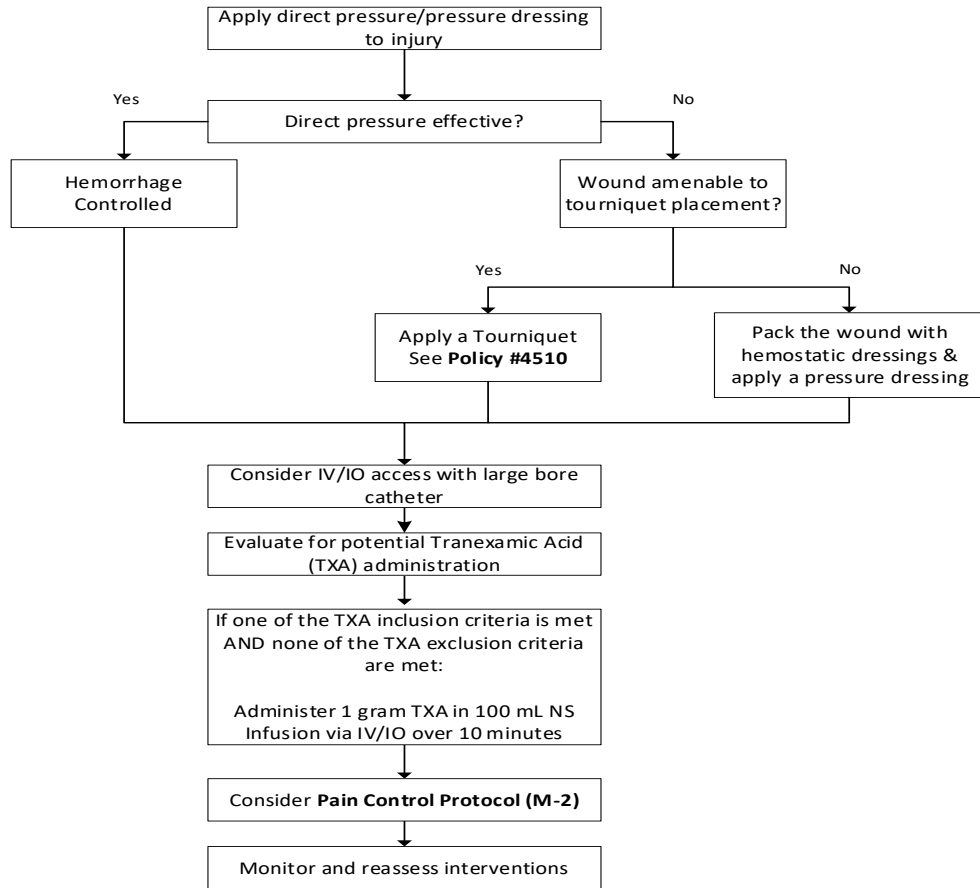 Apply direct pressure/pressure dressing
to injury
Yes
No
Direct pressure effective?
Hemorrhage
Controlled
Wound amenable to
tourniquet placement?
Yes
No
Apply a Tourniquet
See Policy #4510
Pack the wound with
hemostatic dressings &
apply a pressure dressing
Consider IV/IO access with large bore
catheter
Evaluate for potential Tranexamic Acid
(TXA) administration
If one of the TXA inclusion criteria is met
AND none of the TXA exclusion criteria
are met:
Administer 1 gram TXA in 100 mL NS
Infusion via IV/IO over 10 minutes
Consider Pain Control Protocol (M-2)
Monitor and reassess interventions